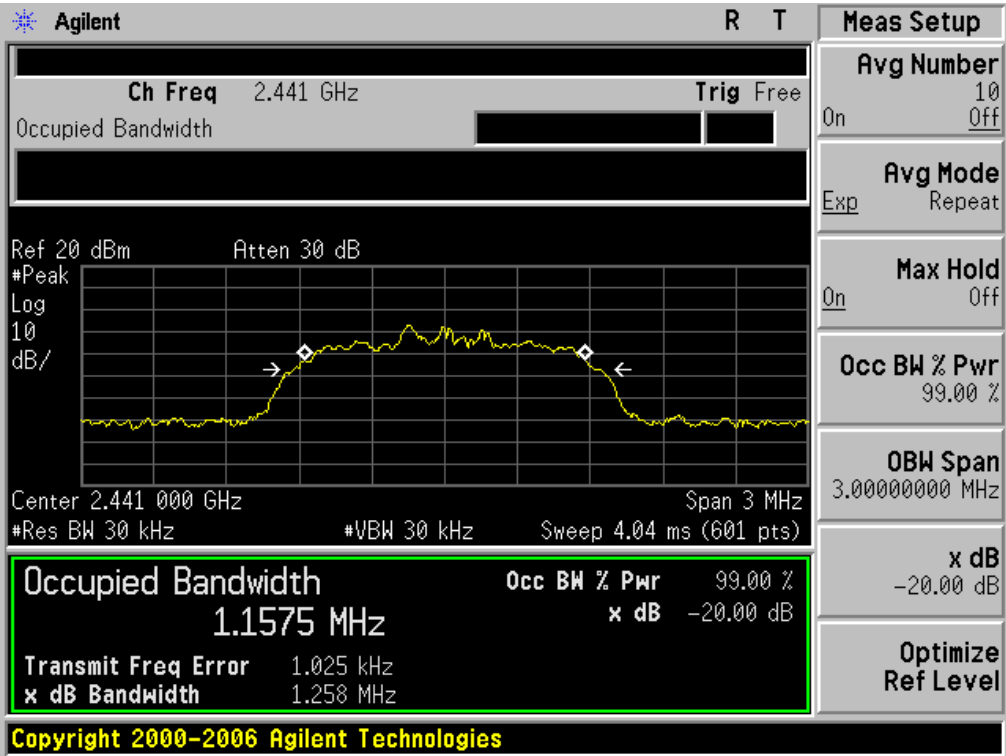 Agilent R T Meas Setup
Ch Freq 2.441 GHz Trig Free
Occupied Bandwidth
Avg Number
10
On Off
Avg Mode
Exp Repeat
Max Hold
On Off
Occ BW % Pwr
99.00 %
OBW Span
3.00000000 MHz
x dB
-20.00 dB
Optimize
Ref Level
Ref 20 dBm Atten 30 dB
#Peak
Log
10
dB/
Center 2.441 000 GHz Span 3 MHz
#Res BW 30 kHz #VBW 30 kHz Sweep 4.04 ms (601 pts)
Occupied Bandwidth Occ BW % Pwr 99.00 %
1.1575 MHz x dB -20.00 dB
Transmit Freq Error 1.025 kHz
x dB Bandwidth 1.258 MHz
Copyright 2000-2006 Agilent Technologies